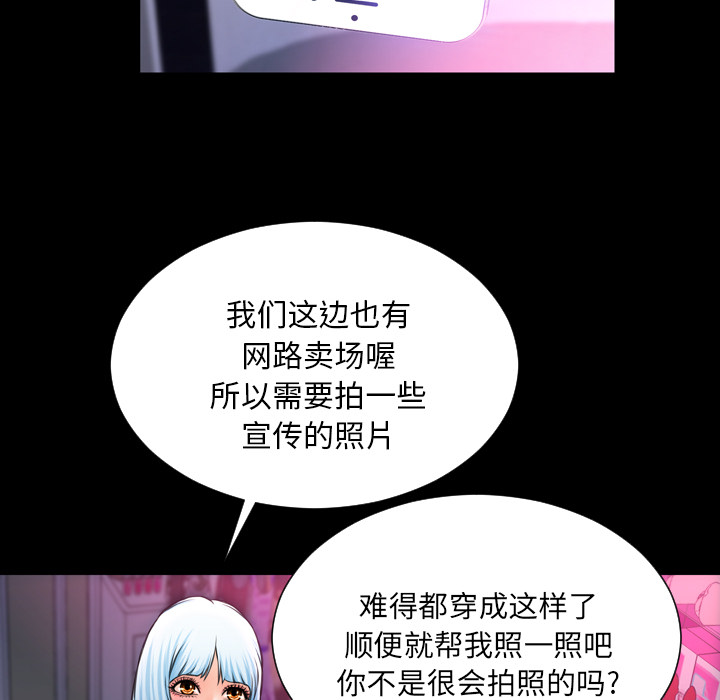 我们这边也有
网路卖场喔
所以需要拍一些
宣传的照片
难得都穿成这样了
顺便就帮我照一照吧
你不是很会拍照的吗?